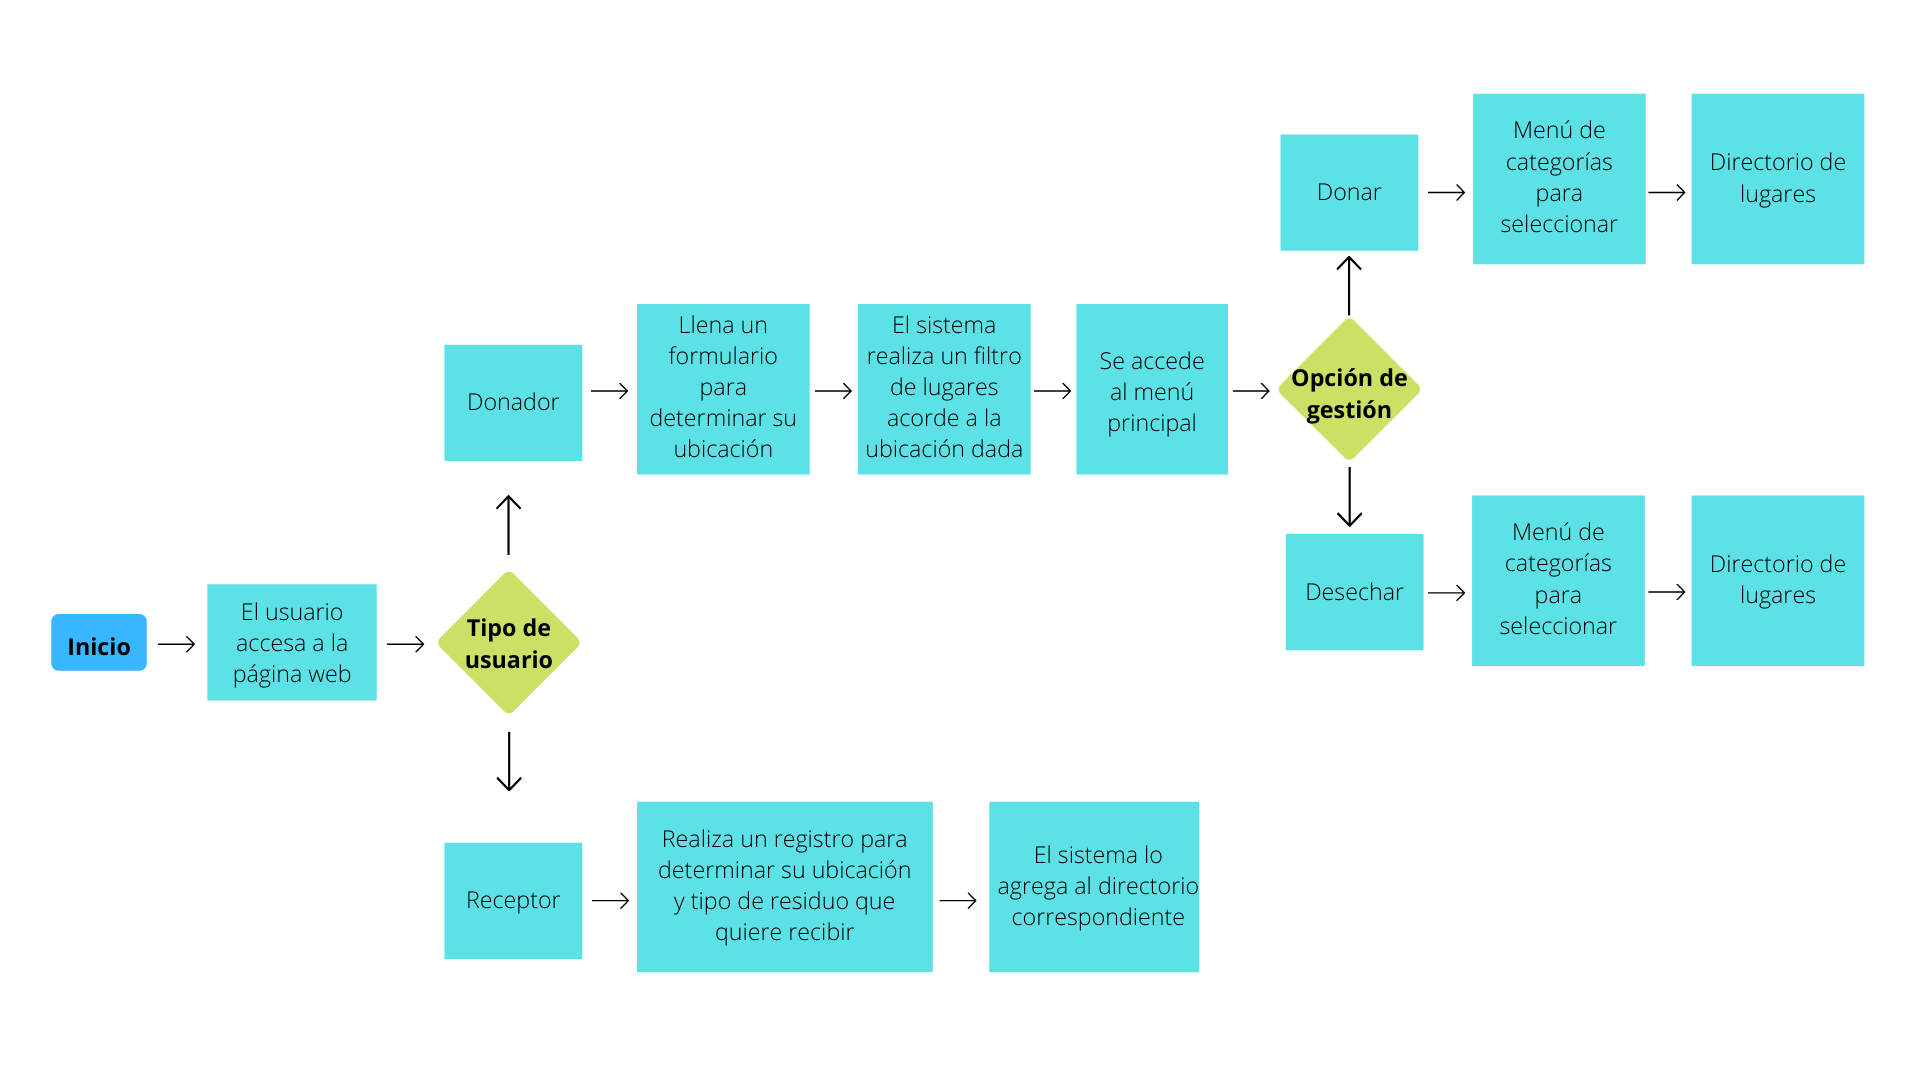 Inicio
El usuario
accesa a la
página web
Tipo de
usuario
Donador
Llena un
formulario
para
determinar su
ubicación
El sistema
realiza un filtro
de lugares
acorde a la
ubicación dada
Se accede
al menú
principal
Opción de
gestión
Donar
Menú de
categorías
para
seleccionar
Directorio de
lugares
Desechar
Menú de
categorías
para
seleccionar
Directorio de
lugares
Receptor
Realiza un registro para
determinar su ubicación
y tipo de residuo que
quiere recibir
El sistema lo
agrega al directorio
correspondiente